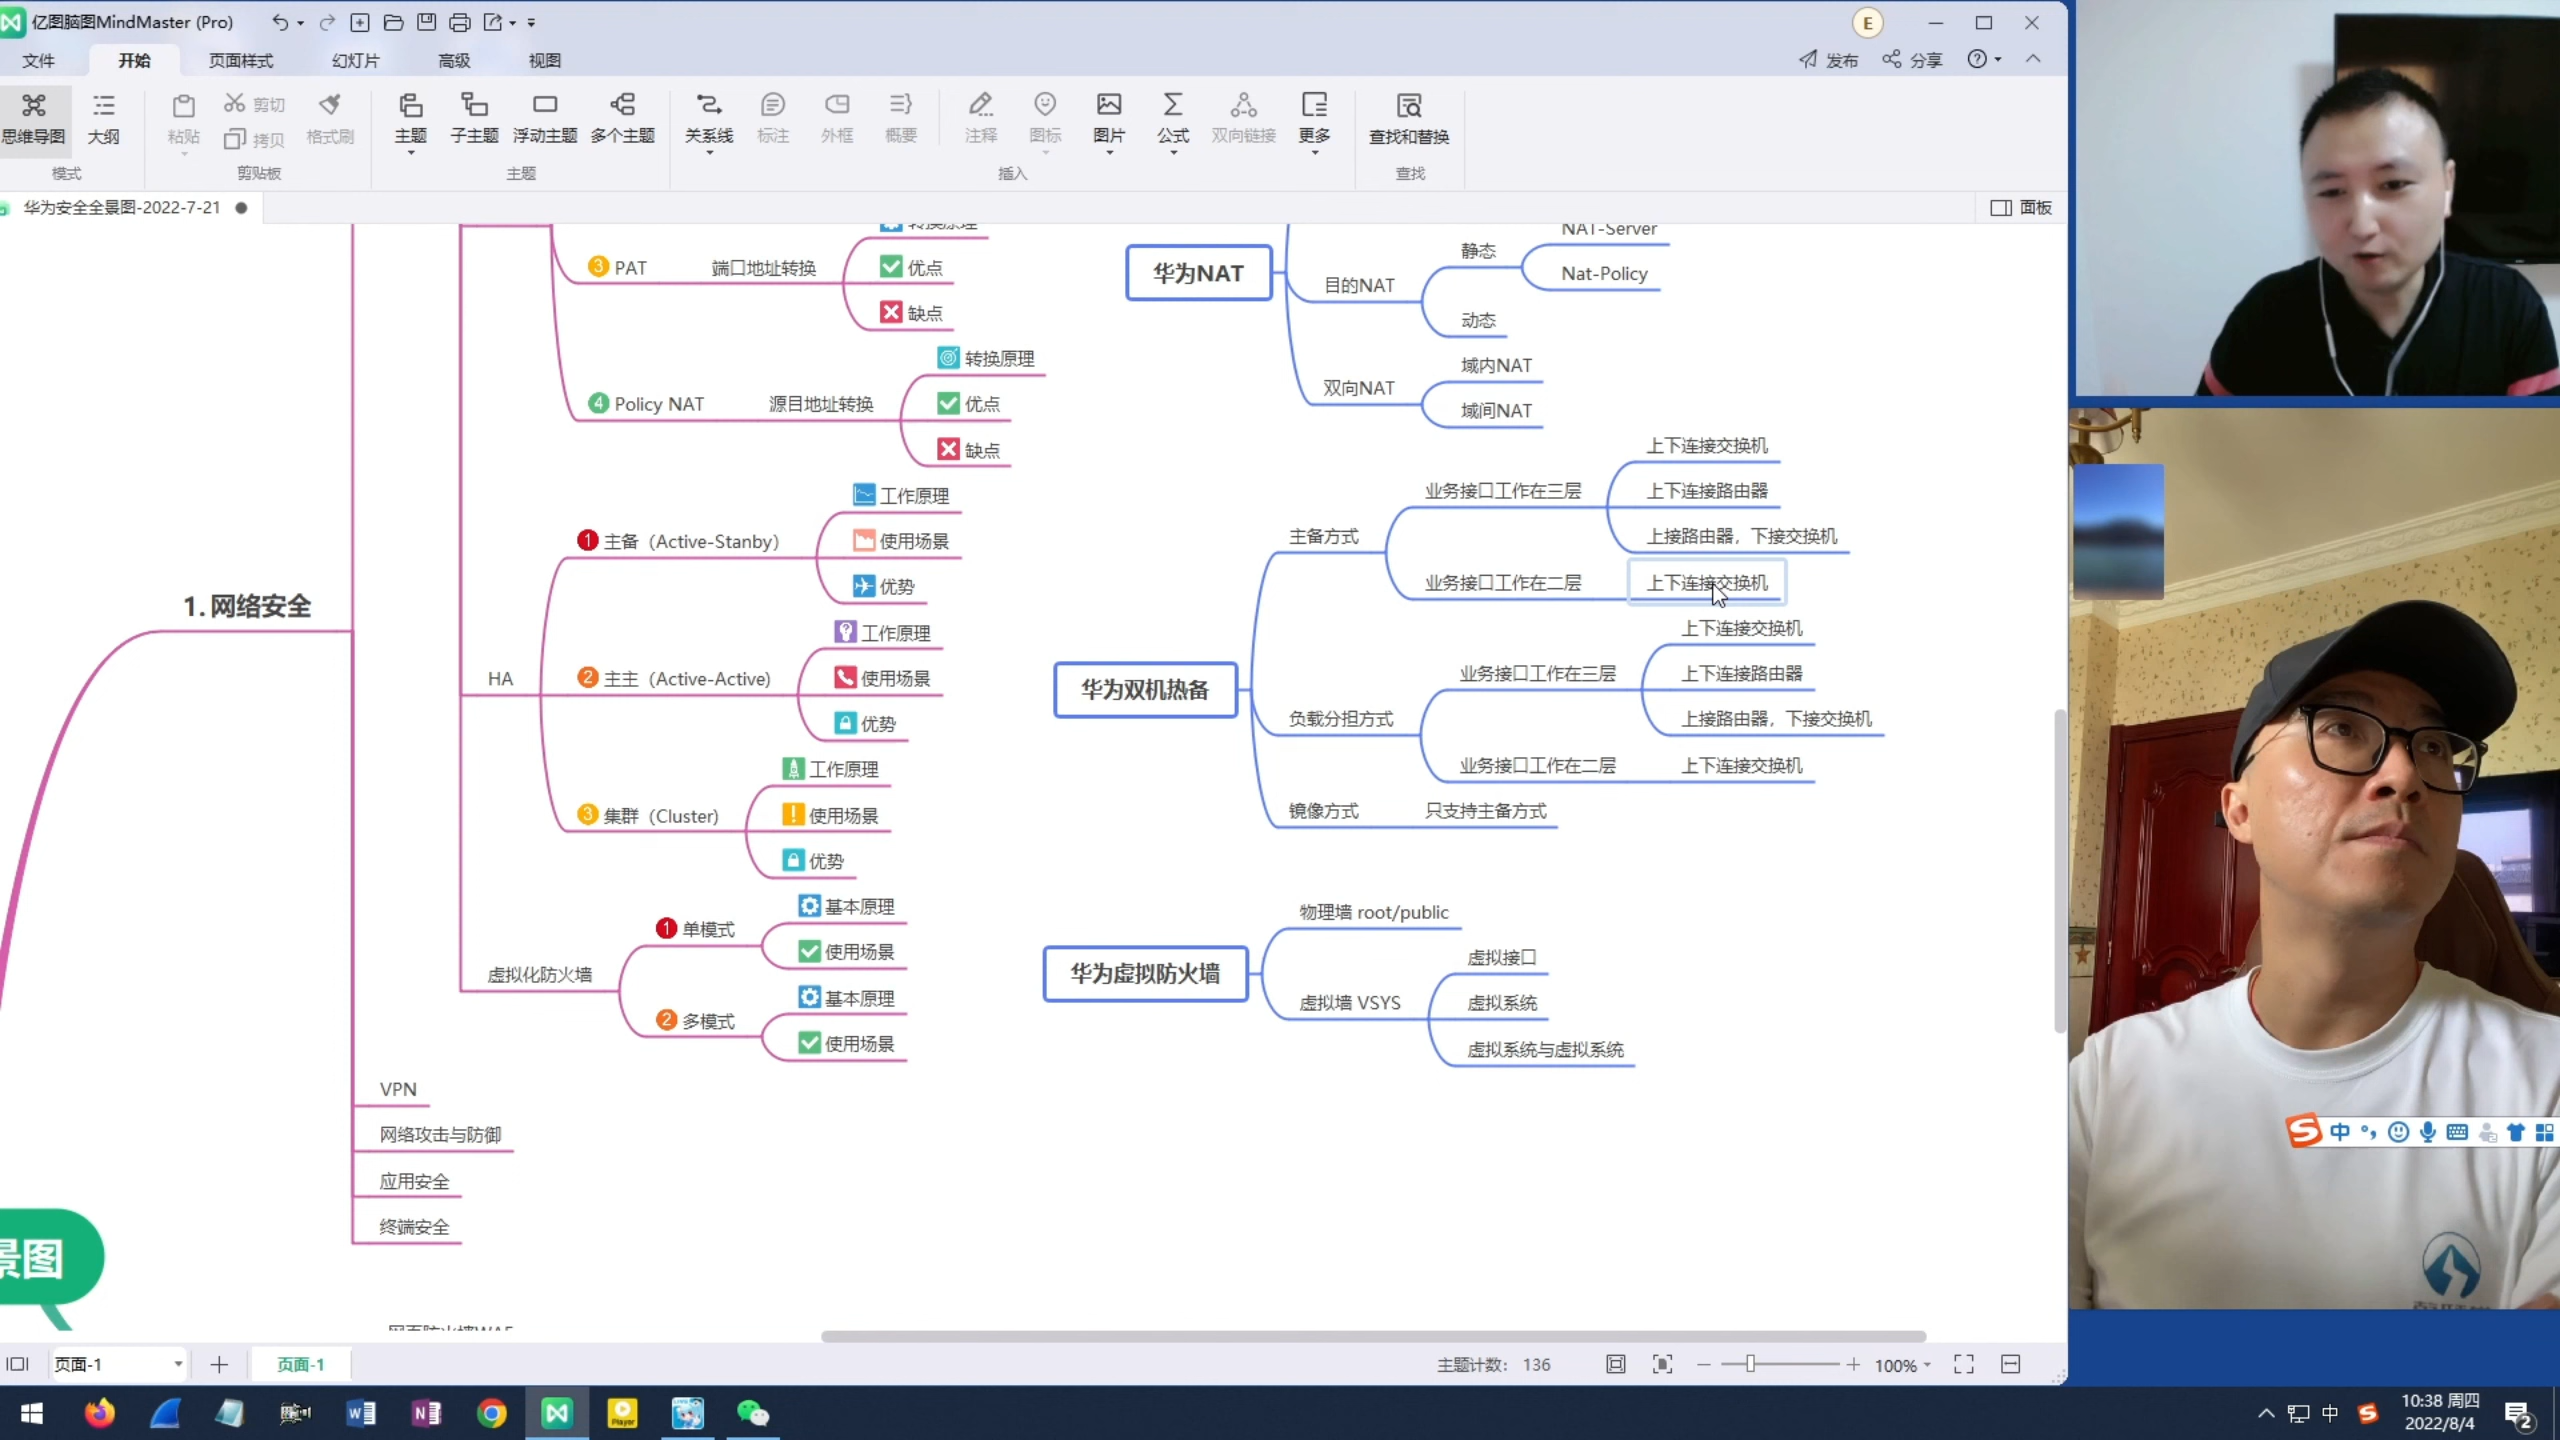 亿图脑图MindMaster (Pro)
E
文件 开始 页面样式 幻灯片 高级 视图
发布 分享
思维导图 大纲 粘贴 剪切 拷贝 格式刷 主题 子主题 浮动主题 多个主题 关系线 标注 外框 概要 注释 图标 图片 公式 双向链接 更多 查找和替换
模式 剪贴板 主题 插入 查找
华为安全全景图-2022-7-21
面板
转换原理
3 PAT 端口地址转换
优点
缺点
转换原理
4 Policy NAT 源目地址转换
优点
缺点
HA
1 主备（Active-Stanby）
工作原理
使用场景
优势
2 主主（Active-Active)
工作原理
使用场景
优势
3 集群（Cluster)
工作原理
使用场景
优势
虚拟化防火墙
1 单模式
基本原理
使用场景
2 多模式
基本原理
使用场景
1. 网络安全
VPN
网络攻击与防御
应用安全
终端安全
景图
华为NAT
目的NAT
静态
NAT-Server
Nat-Policy
动态
双向NAT
域内NAT
域间NAT
华为双机热备
主备方式
业务接口工作在三层
上下连接交换机
上下连接路由器
上接路由器，下接交换机
业务接口工作在二层
上下连接交换机
负载分担方式
业务接口工作在三层
上下连接交换机
上下连接路由器
上接路由器，下接交换机
业务接口工作在二层
上下连接交换机
镜像方式
只支持主备方式
华为虚拟防火墙
物理墙 root/public
虚拟墙 VSYS
虚拟接口
虚拟系统
虚拟系统与虚拟系统
中
页面-1 页面-1 主题计数： 136 100%
Player
中
10:38 周四
2022/8/4
2